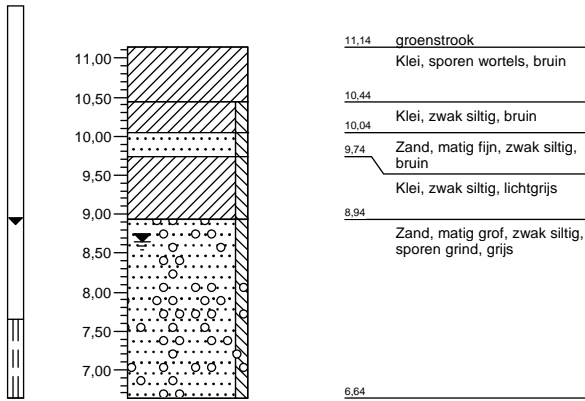 11,00
10,50
10,00
9,50
9,00
8,50
8,00
7,50
7,00
11,14 groenstrook
Klei, sporen wortels, bruin
10,44
Klei, zwak siltig, bruin
10,04
Zand, matig fijn, zwak siltig,
bruin
9,74
Klei, zwak siltig, lichtgrijs
8,94
Zand, matig grof, zwak siltig,
sporen grind, grijs
6,64